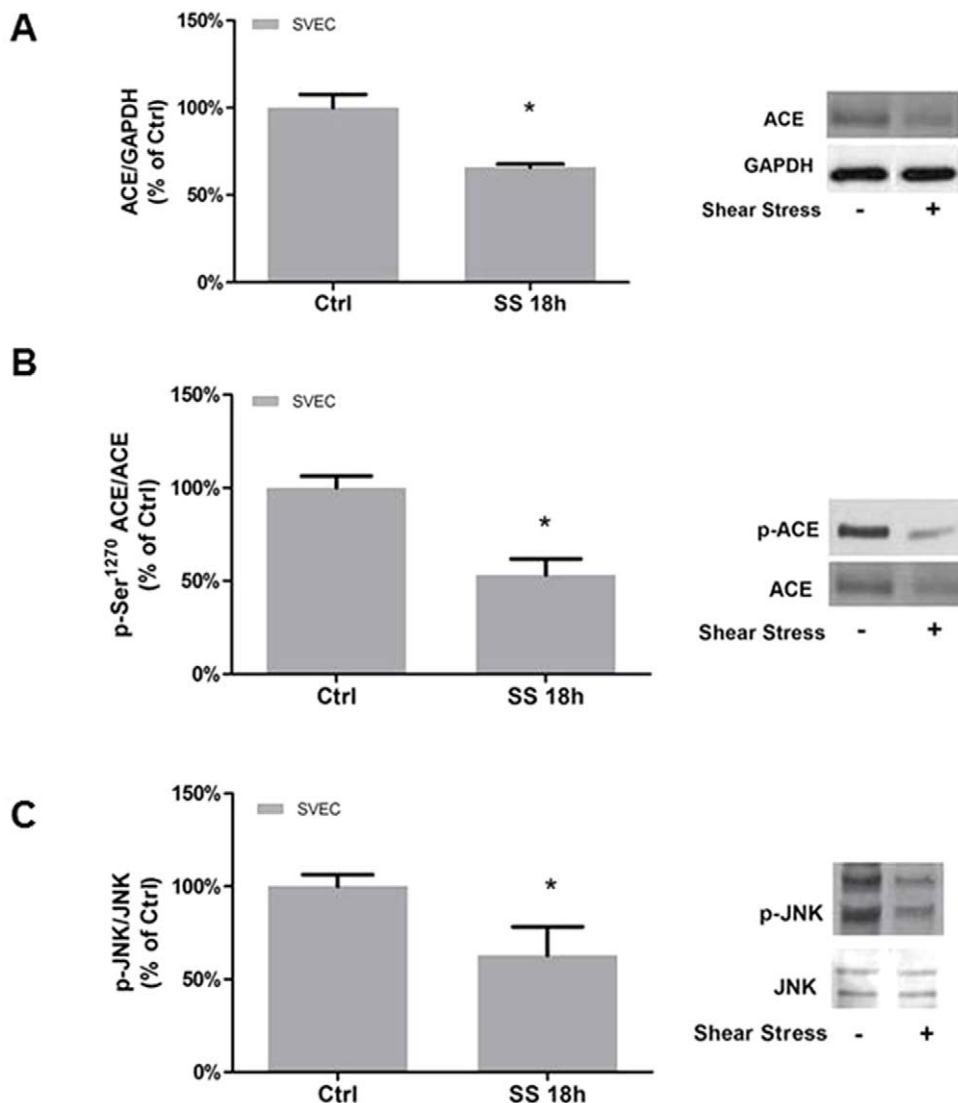 A
150%
100%
50%
0%
ACE/GAPDH
(% of Ctrl)
SVEC
*
Ctrl
SS 18h
ACE
GAPDH
Shear Stress - +
B
150%
100%
50%
0%
p-Ser¹²⁷⁰ ACE/ACE
(% of Ctrl)
SVEC
*
Ctrl
SS 18h
p-ACE
ACE
Shear Stress - +
C
150%
100%
50%
0%
p-JNK/JNK
(% of Ctrl)
SVEC
*
Ctrl
SS 18h
p-JNK
JNK
Shear Stress - +